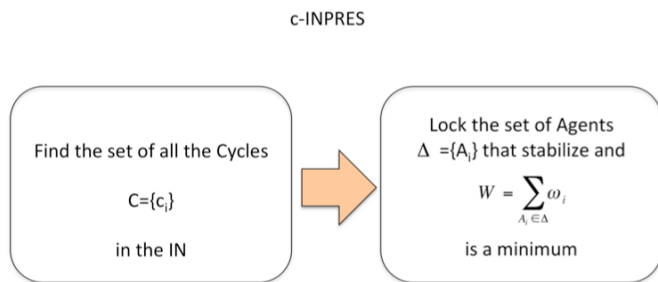 c-INPRES
Find the set of all the Cycles
C={cᵢ}
in the IN
Lock the set of Agents
Δ ={Aᵢ} that stabilize and
W = ∑ ωᵢ
Aᵢ ∈Δ
is a minimum